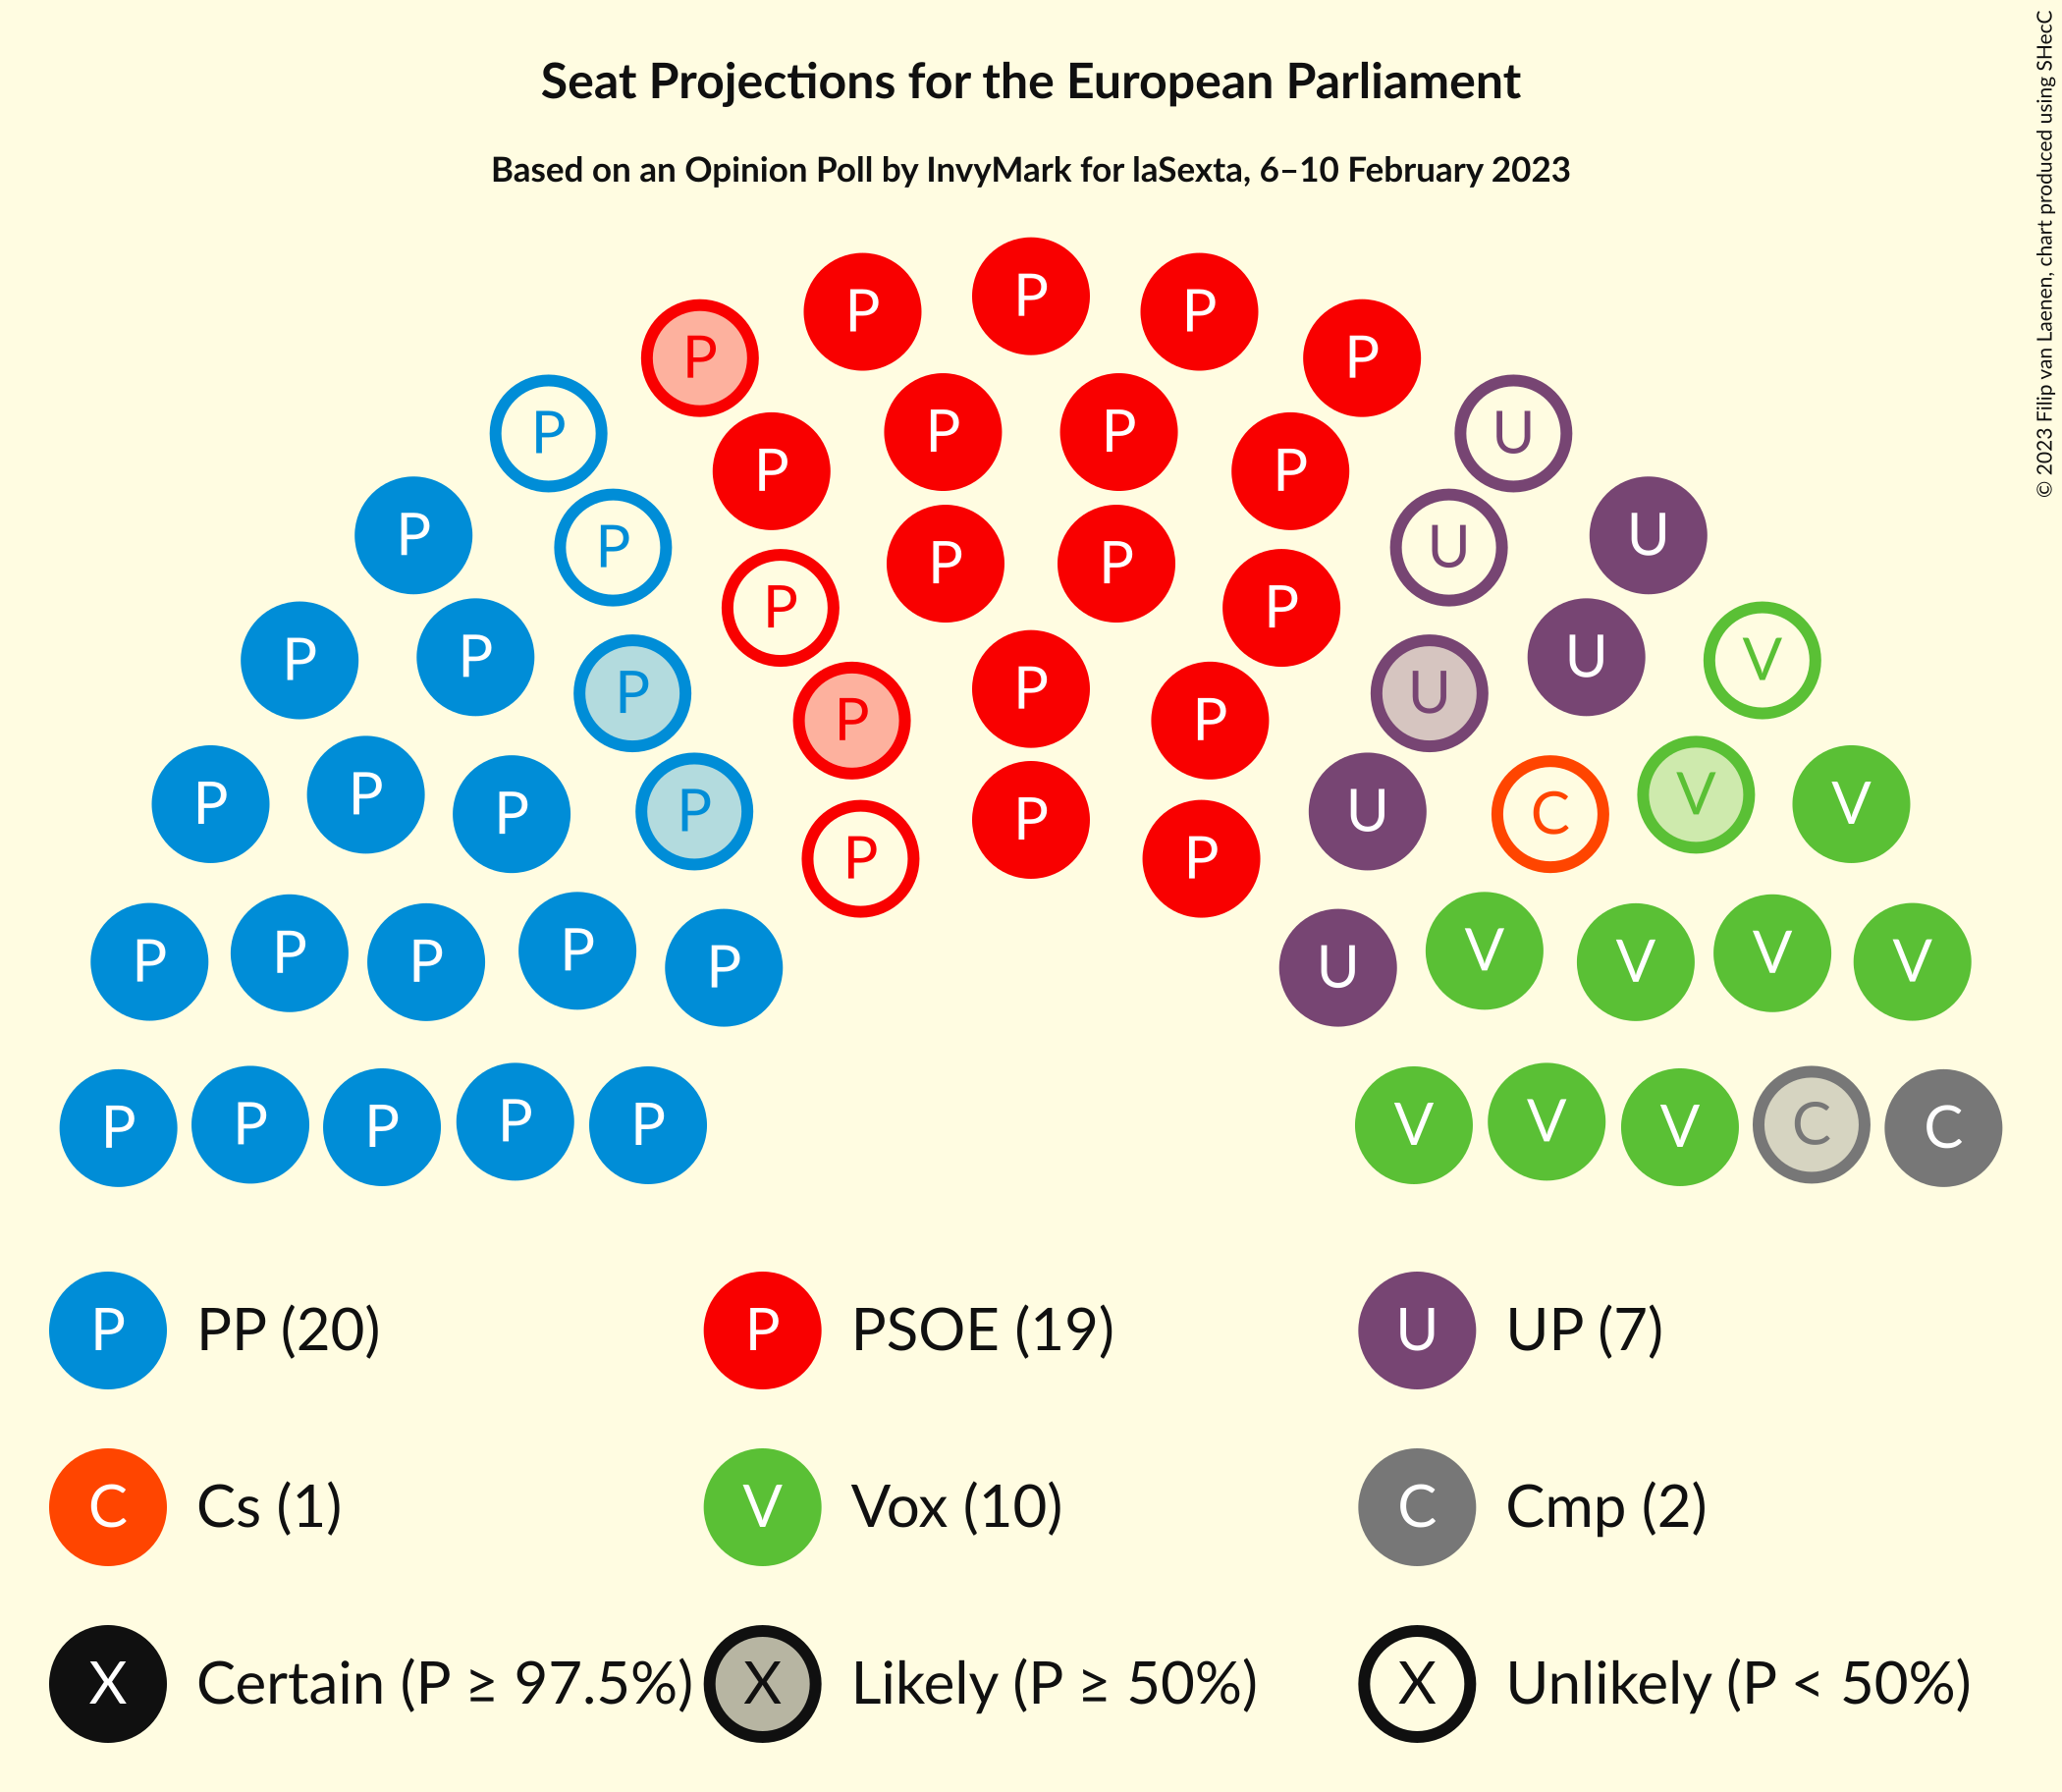 Seat Projections for the European Parliament
Based on an Opinion Poll by InvyMark for laSexta, 6–10 February 2023
© 2023 Filip van Laenen, chart produced using SHecC
P
P P
P P
P U
P P
P P
P U
P P
P P
P U U
P P
P P
P U
P P
P P
P U
V
P P
P U
P P
P P
P U
C
V
V
P P
P P
P U
V
V
V
V
P P
P P
P V
V
V
C
C
P PP (20)
P PSOE (19)
U UP (7)
C Cs (1)
V Vox (10)
C Cmp (2)
X Certain (P ≥ 97.5%)
X Likely (P ≥ 50%)
X Unlikely (P < 50%)